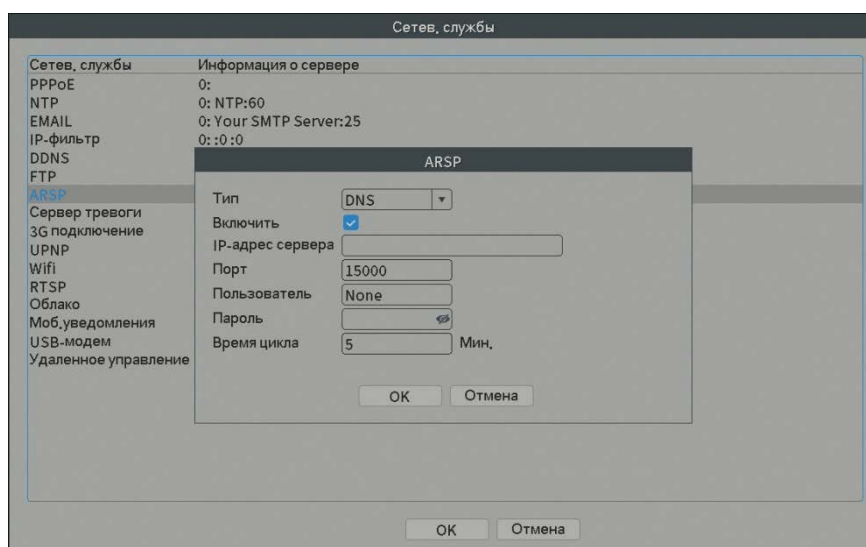 Сетев. службы
Сетев. службы Информация о сервере
PPPoE 0:
NTP 0: NTP:60
EMAIL 0: Your SMTP Server:25
IP-фильтр 0: :0 :0
DDNS
FTP
ARSP
Сервер тревоги
3G подключение
UPNP
Wifi
RTSP
Облако
Моб.уведомления
USB-модем
Удаленное управление
ARSP
Тип DNS
Включить
IP-адрес сервера
Порт 15000
Пользователь None
Пароль
Время цикла 5 Мин.
OK Отмена
OK Отмена